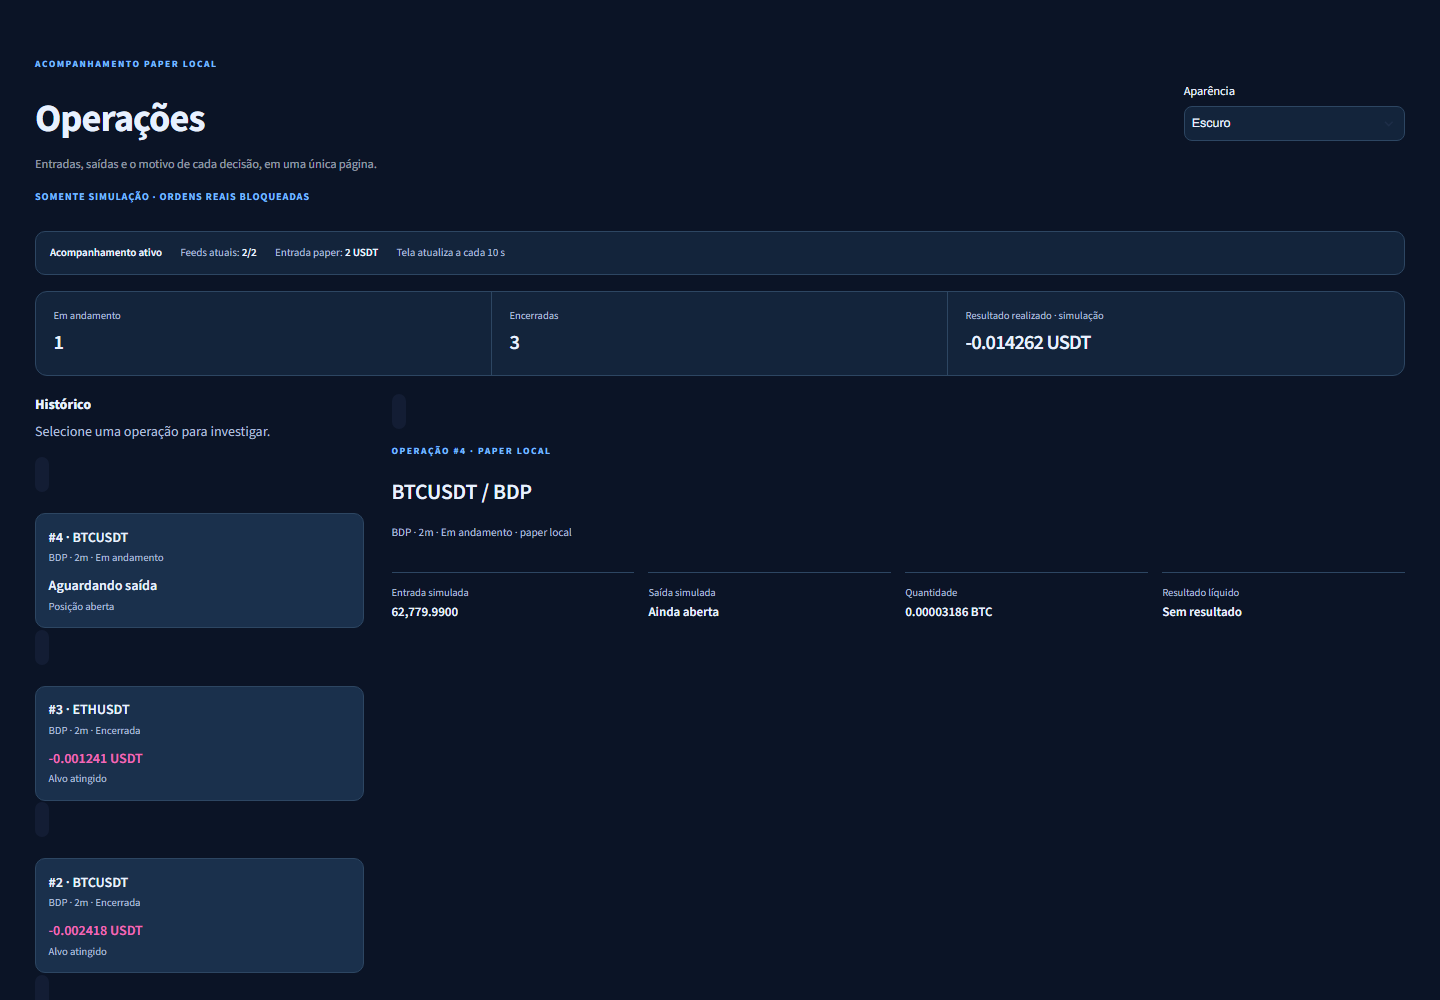 ACOMPANHAMENTO PAPER LOCAL
Operações
Entradas, saídas e o motivo de cada decisão, em uma única página.
SOMENTE SIMULAÇÃO · ORDENS REAIS BLOQUEADAS
Aparência
Escuro
Acompanhamento ativo Feeds atuais: 2/2 Entrada paper: 2 USDT Tela atualiza a cada 10 s
Em andamento
1
Encerradas
3
Resultado realizado · simulação
-0.014262 USDT
Histórico
Selecione uma operação para investigar.
#4 · BTCUSDT
BDP · 2m · Em andamento
Aguardando saída
Posição aberta
#3 · ETHUSDT
BDP · 2m · Encerrada
-0.001241 USDT
Alvo atingido
#2 · BTCUSDT
BDP · 2m · Encerrada
-0.002418 USDT
Alvo atingido
OPERAÇÃO #4 · PAPER LOCAL
BTCUSDT / BDP
BDP · 2m · Em andamento · paper local
Entrada simulada
62,779.9900
Saída simulada
Ainda aberta
Quantidade
0.00003186 BTC
Resultado líquido
Sem resultado